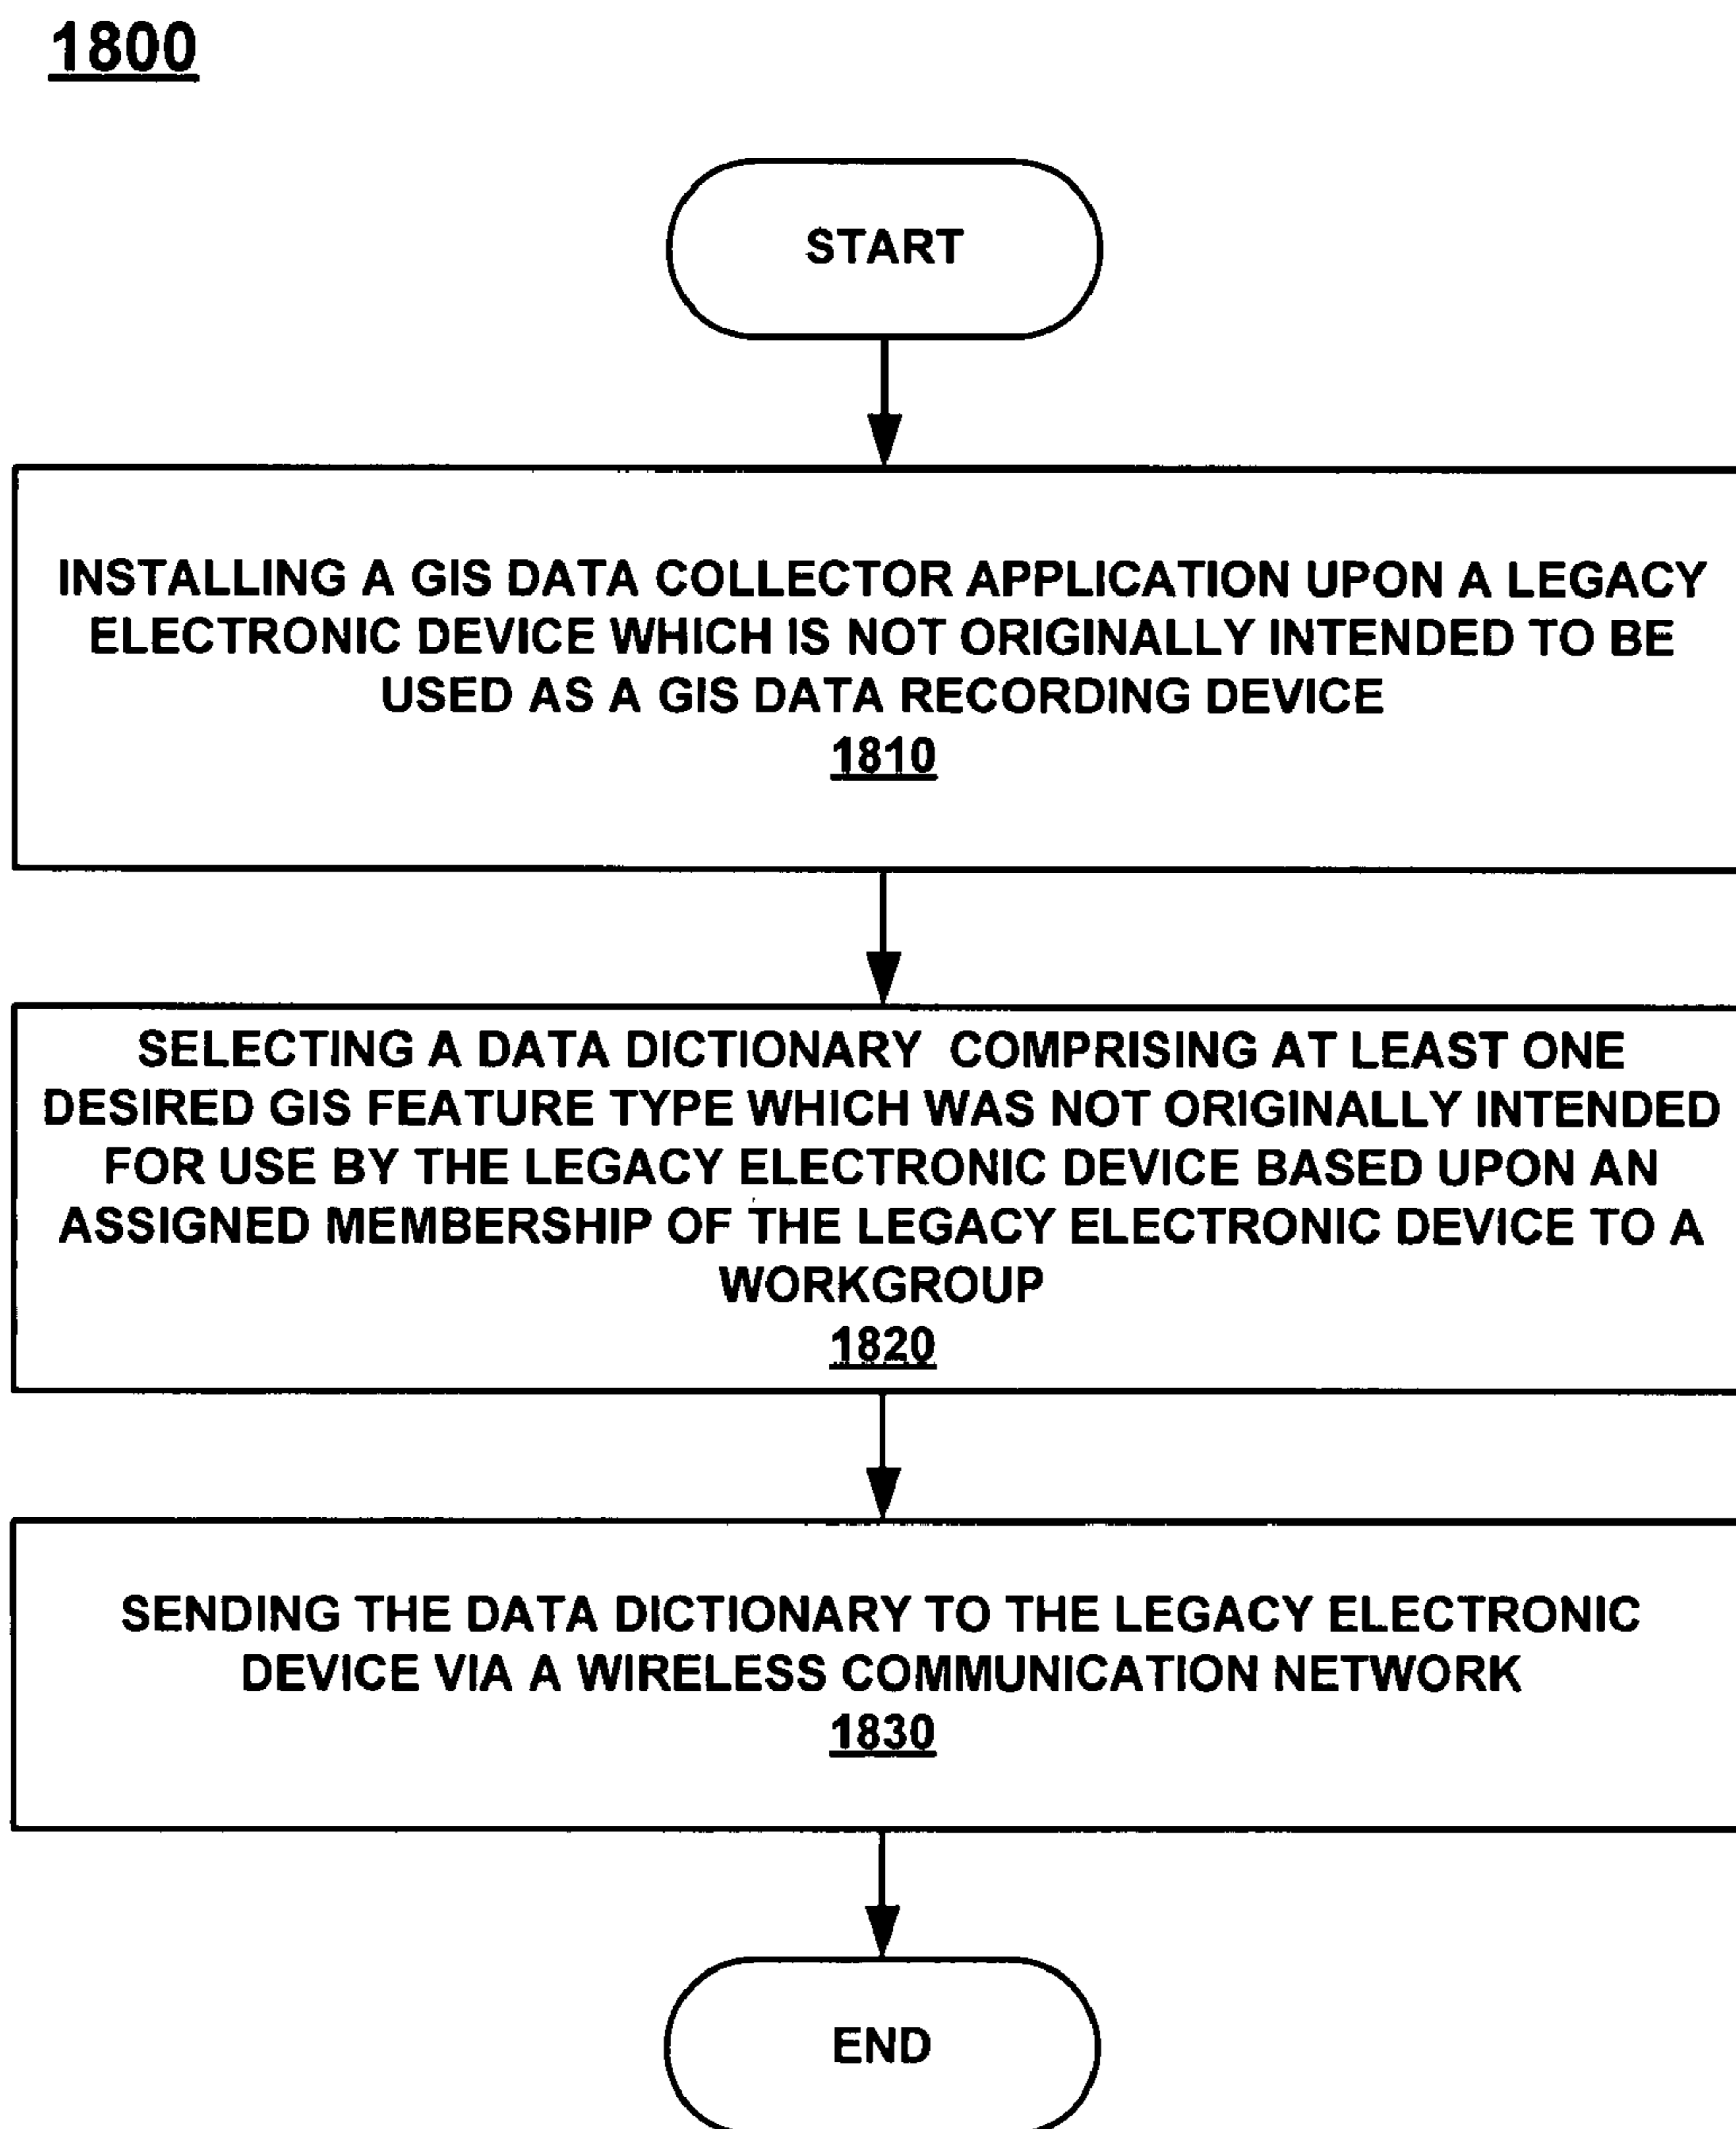 1800
START
INSTALLING A GIS DATA COLLECTOR APPLICATION UPON A LEGACY
ELECTRONIC DEVICE WHICH IS NOT ORIGINALLY INTENDED TO BE
USED AS A GIS DATA RECORDING DEVICE
1810
SELECTING A DATA DICTIONARY COMPRISING AT LEAST ONE
DESIRED GIS FEATURE TYPE WHICH WAS NOT ORIGINALLY INTENDED
FOR USE BY THE LEGACY ELECTRONIC DEVICE BASED UPON AN
ASSIGNED MEMBERSHIP OF THE LEGACY ELECTRONIC DEVICE TO A
WORKGROUP
1820
SENDING THE DATA DICTIONARY TO THE LEGACY ELECTRONIC
DEVICE VIA A WIRELESS COMMUNICATION NETWORK
1830
END